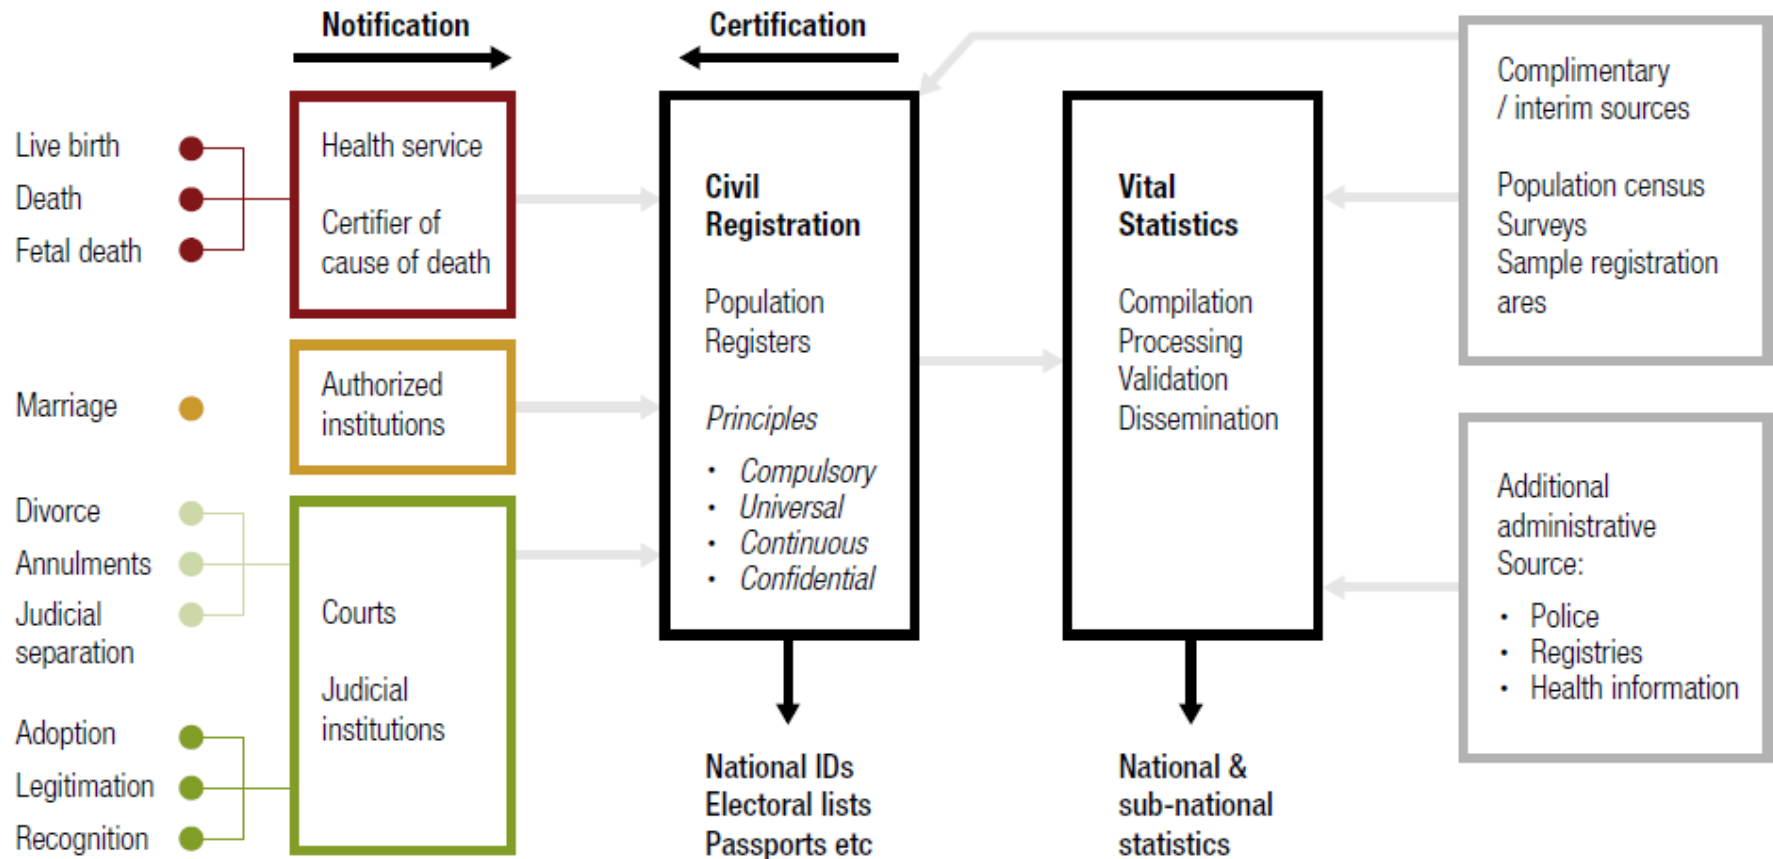 Notification
Certification
Live birth
Death
Fetal death
Health service
Certifier of
cause of death
Marriage
Authorized
institutions
Divorce
Annulments
Judicial
separation
Adoption
Legitimation
Recognition
Courts
Judicial
institutions
Civil
Registration
Population
Registers
Principles
• Compulsory
• Universal
• Continuous
• Confidential
National IDs
Electoral lists
Passports etc
Vital
Statistics
Compilation
Processing
Validation
Dissemination
National &
sub-national
statistics
Complimentary
/ interim sources
Population census
Surveys
Sample registration
ares
Additional
administrative
Source:
• Police
• Registries
• Health information